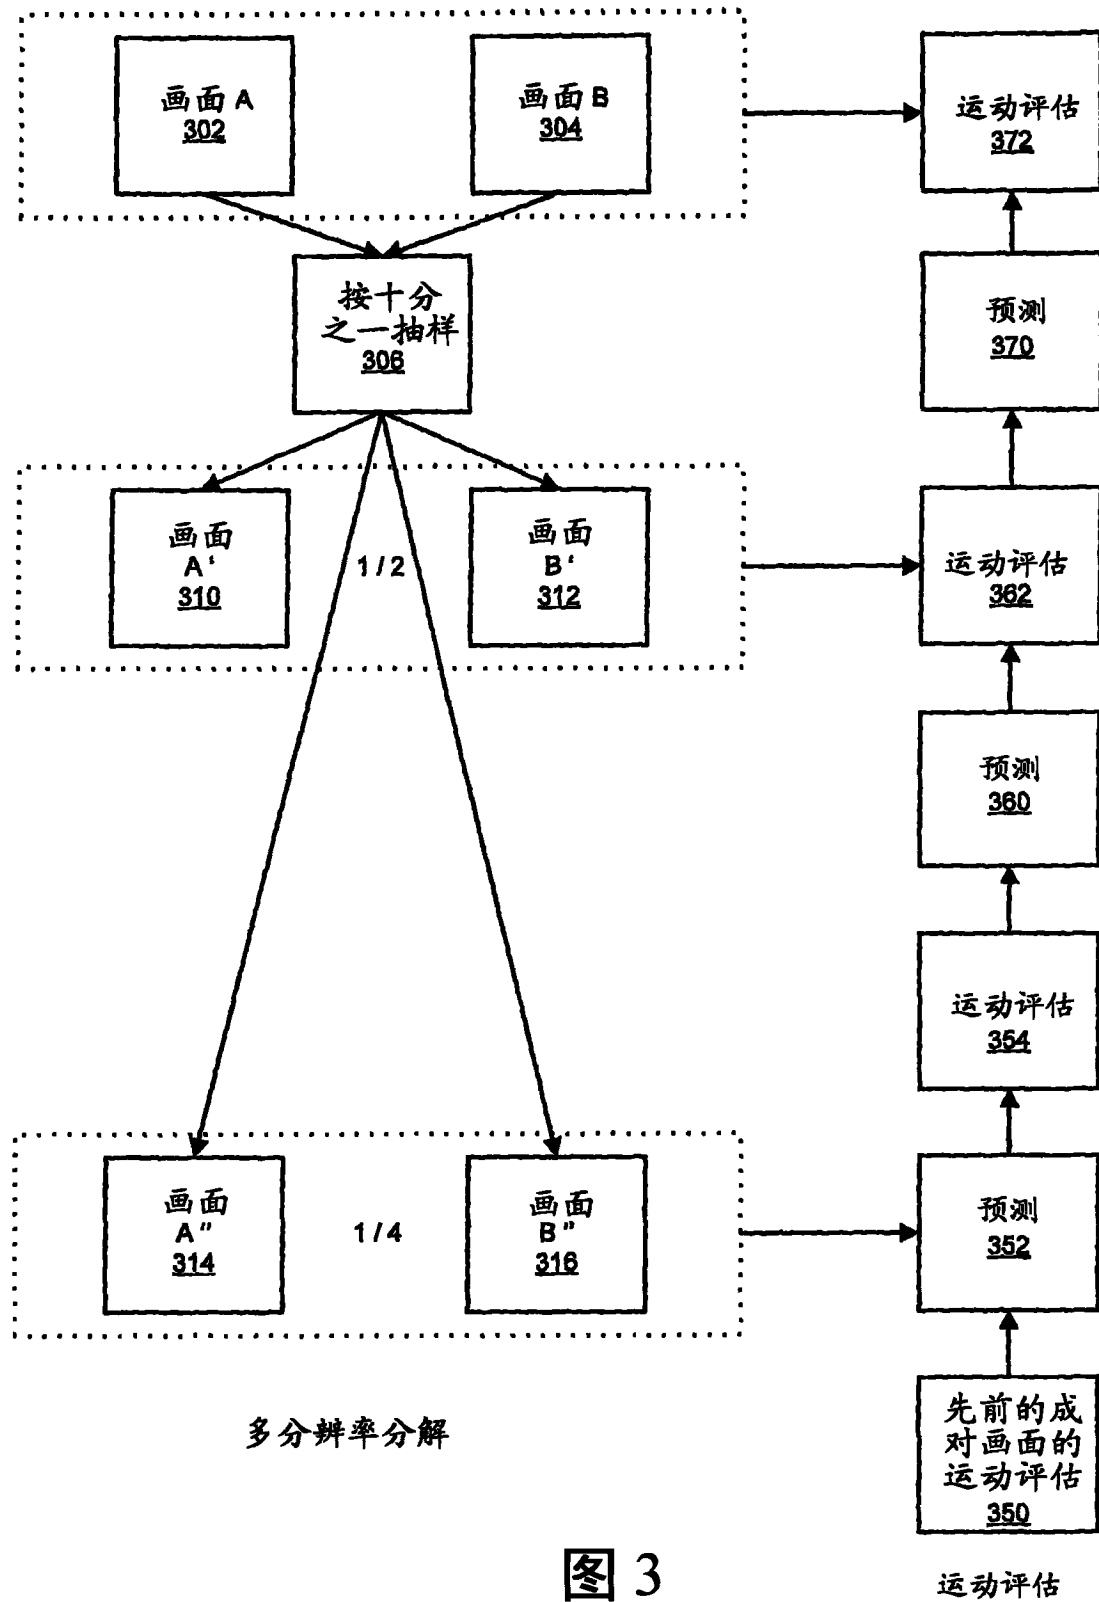 画面 A
302
画面 B
304
运动评估
372
按十分
之一抽样
306
预测
370
画面
A'
310
1 / 2
画面
B'
312
运动评估
362
预测
360
运动评估
354
画面
A"
314
1 / 4
画面
B"
316
预测
352
先前的成
对画面的
运动评估
350
多分辨率分解
图 3
运动评估